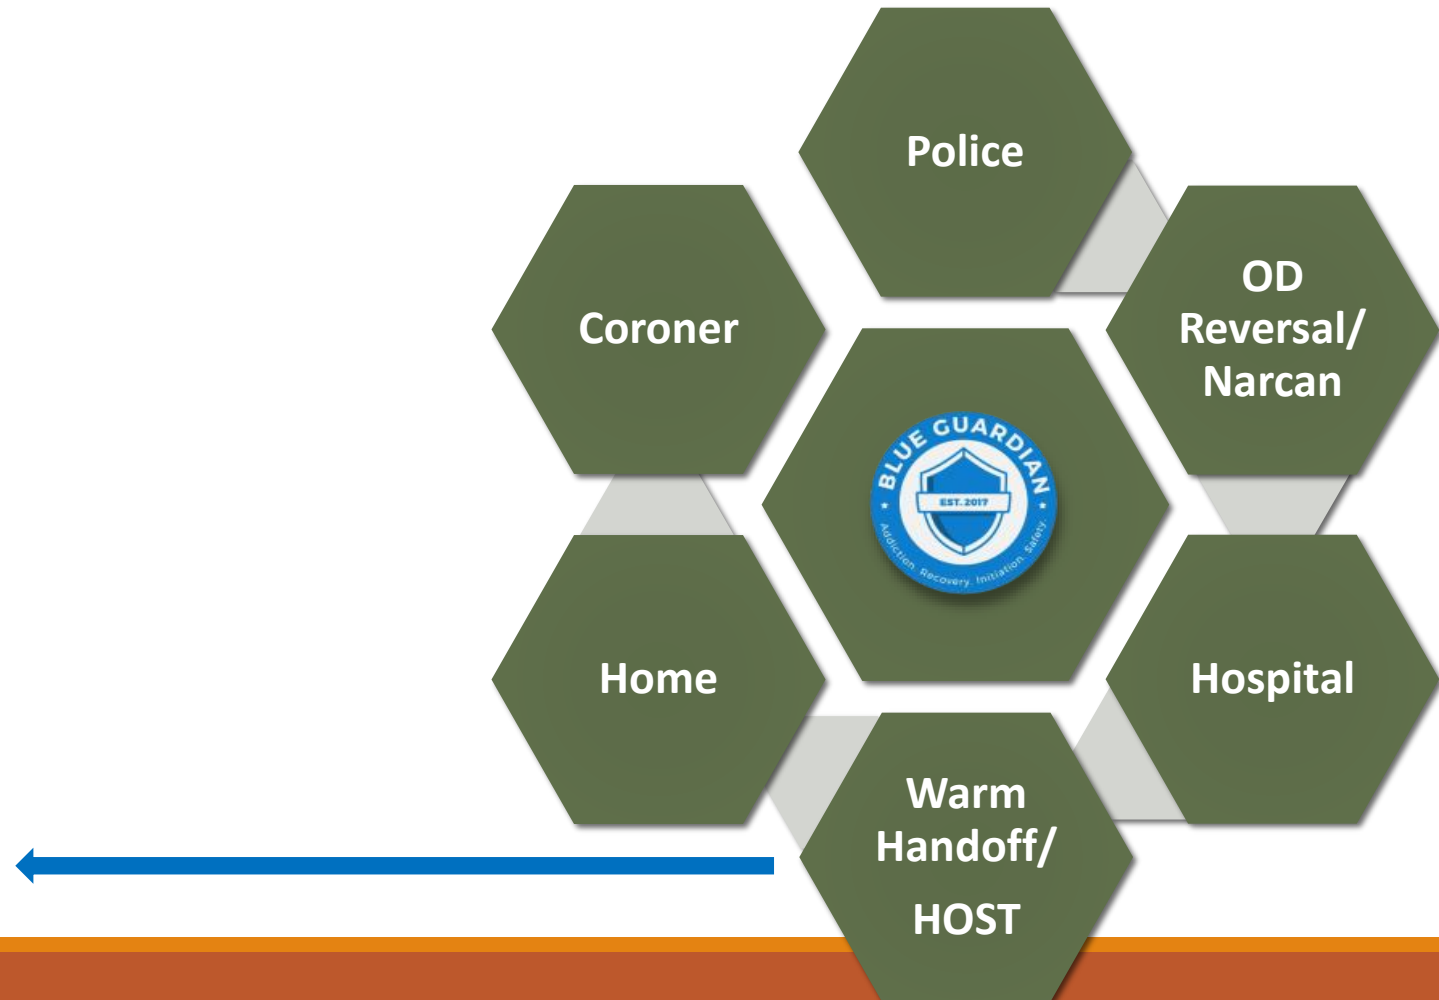 Police
OD
Reversal/
Narcan
Coroner
BLUE GUARDIAN
EST. 2017
Addiction. Recovery. Initiation. Safety.
Home
Hospital
Warm
Handoff/
HOST